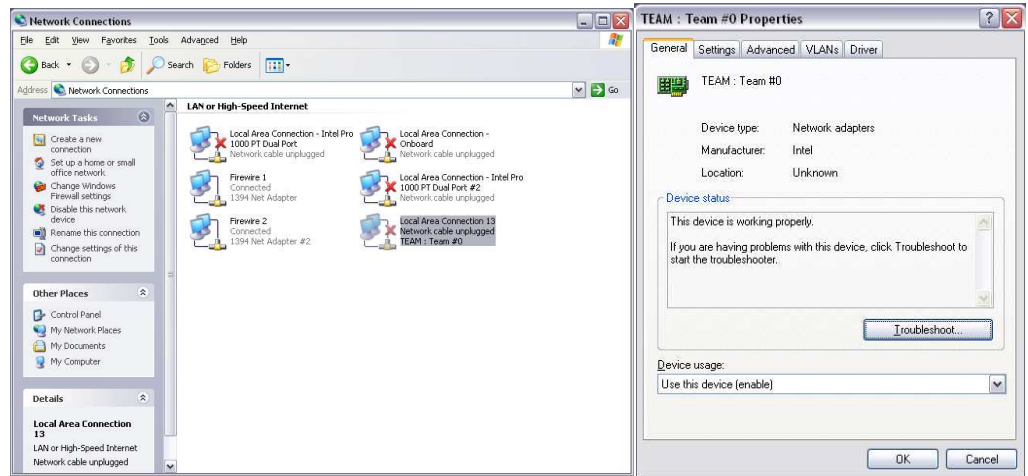 Network Connections
File Edit View Favorites Tools Advanced Help
Back Search Folders
Address Network Connections Go
Network Tasks
Create a new
connection
Set up a home or small
office network
Change Windows
Firewall settings
Disable this network
device
Rename this connection
Change settings of this
connection
Other Places
Control Panel
My Network Places
My Documents
My Computer
Details
Local Area Connection
13
LAN or High-Speed Internet
Network cable unplugged
LAN or High-Speed Internet
Local Area Connection - Intel Pro
1000 PT Dual Port
Network cable unplugged
Local Area Connection -
Onboard
Network cable unplugged
Firewire 1
Connected
1394 Net Adapter
Local Area Connection - Intel Pro
1000 PT Dual Port #2
Network cable unplugged
Firewire 2
Connected
1394 Net Adapter #2
Local Area Connection 13
Network cable unplugged
TEAM : Team #0
TEAM : Team #0 Properties
General Settings Advanced VLANs Driver
TEAM : Team #0
Device type: Network adapters
Manufacturer: Intel
Location: Unknown
Device status
This device is working properly.
If you are having problems with this device, click Troubleshoot to
start the troubleshooter.
Troubleshoot...
Device usage:
Use this device (enable)
OK Cancel